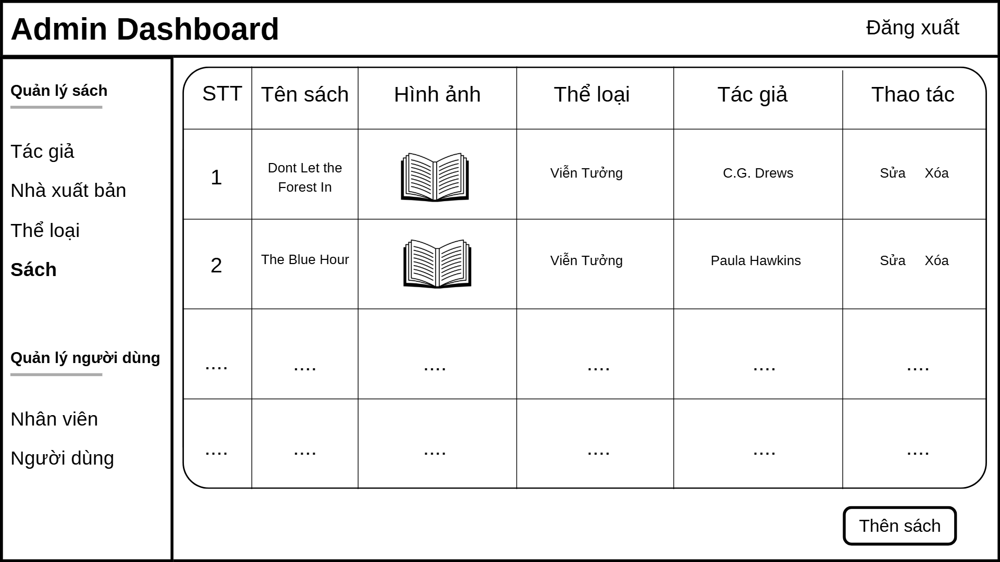 Admin Dashboard
Đăng xuất
Quản lý sách
Tác giả
Nhà xuất bản
Thể loại
Sách
Quản lý người dùng
Nhân viên
Người dùng
STT Tên sách Hình ảnh Thể loại Tác giả Thao tác
1 Dont Let the Forest In Viễn Tưởng C.G. Drews Sửa Xóa
2 The Blue Hour Viễn Tưởng Paula Hawkins Sửa Xóa
.... .... .... .... .... ....
.... .... .... .... .... ....
Thên sách